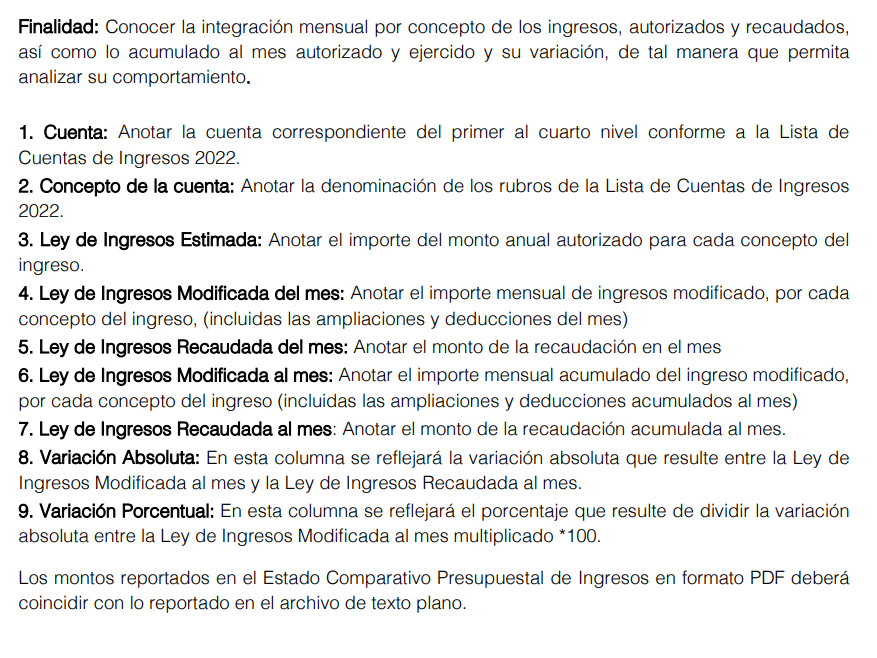 Finalidad: Conocer la integración mensual por concepto de los ingresos, autorizados y recaudados,
así como lo acumulado al mes autorizado y ejercido y su variación, de tal manera que permita
analizar su comportamiento.
1. Cuenta: Anotar la cuenta correspondiente del primer al cuarto nivel conforme a la Lista de
Cuentas de Ingresos 2022.
2. Concepto de la cuenta: Anotar la denominación de los rubros de la Lista de Cuentas de Ingresos
2022.
3. Ley de Ingresos Estimada: Anotar el importe del monto anual autorizado para cada concepto del
ingreso.
4. Ley de Ingresos Modificada del mes: Anotar el importe mensual de ingresos modificado, por cada
concepto del ingreso, (incluidas las ampliaciones y deducciones del mes)
5. Ley de Ingresos Recaudada del mes: Anotar el monto de la recaudación en el mes
6. Ley de Ingresos Modificada al mes: Anotar el importe mensual acumulado del ingreso modificado,
por cada concepto del ingreso (incluidas las ampliaciones y deducciones acumulados al mes)
7. Ley de Ingresos Recaudada al mes: Anotar el monto de la recaudación acumulada al mes.
8. Variación Absoluta: En esta columna se reflejará la variación absoluta que resulte entre la Ley de
Ingresos Modificada al mes y la Ley de Ingresos Recaudada al mes.
9. Variación Porcentual: En esta columna se reflejará el porcentaje que resulte de dividir la variación
absoluta entre la Ley de Ingresos Modificada al mes multiplicado *100.
Los montos reportados en el Estado Comparativo Presupuestal de Ingresos en formato PDF deberá
coincidir con lo reportado en el archivo de texto plano.